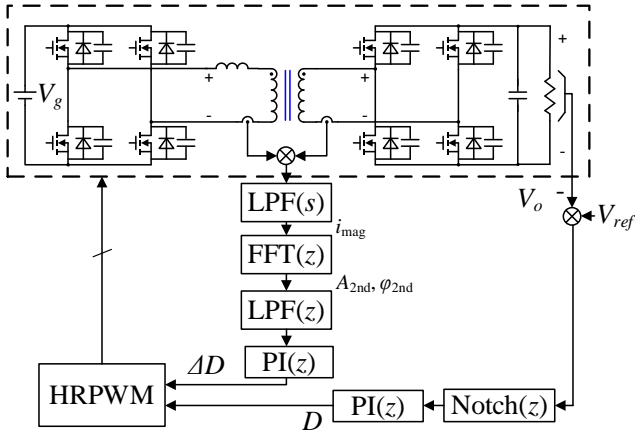 +
+
+
V_g
-
-
-
-
LPF(s)
V_o
V_ref
i_mag
FFT(z)
A_2nd, φ_2nd
LPF(z)
PI(z)
ΔD
HRPWM
D
PI(z)
Notch(z)